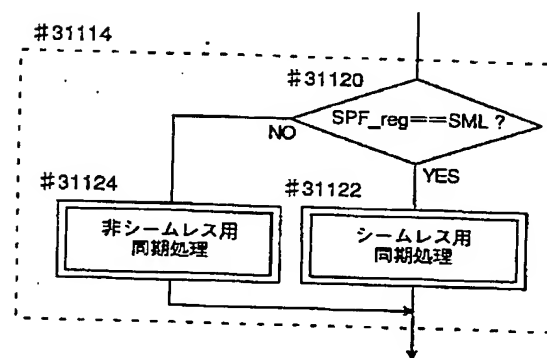 #31114
#31120
SPF_reg==SML ?
NO
YES
#31124
#31122
非シームレス用
同期処理
シームレス用
同期処理